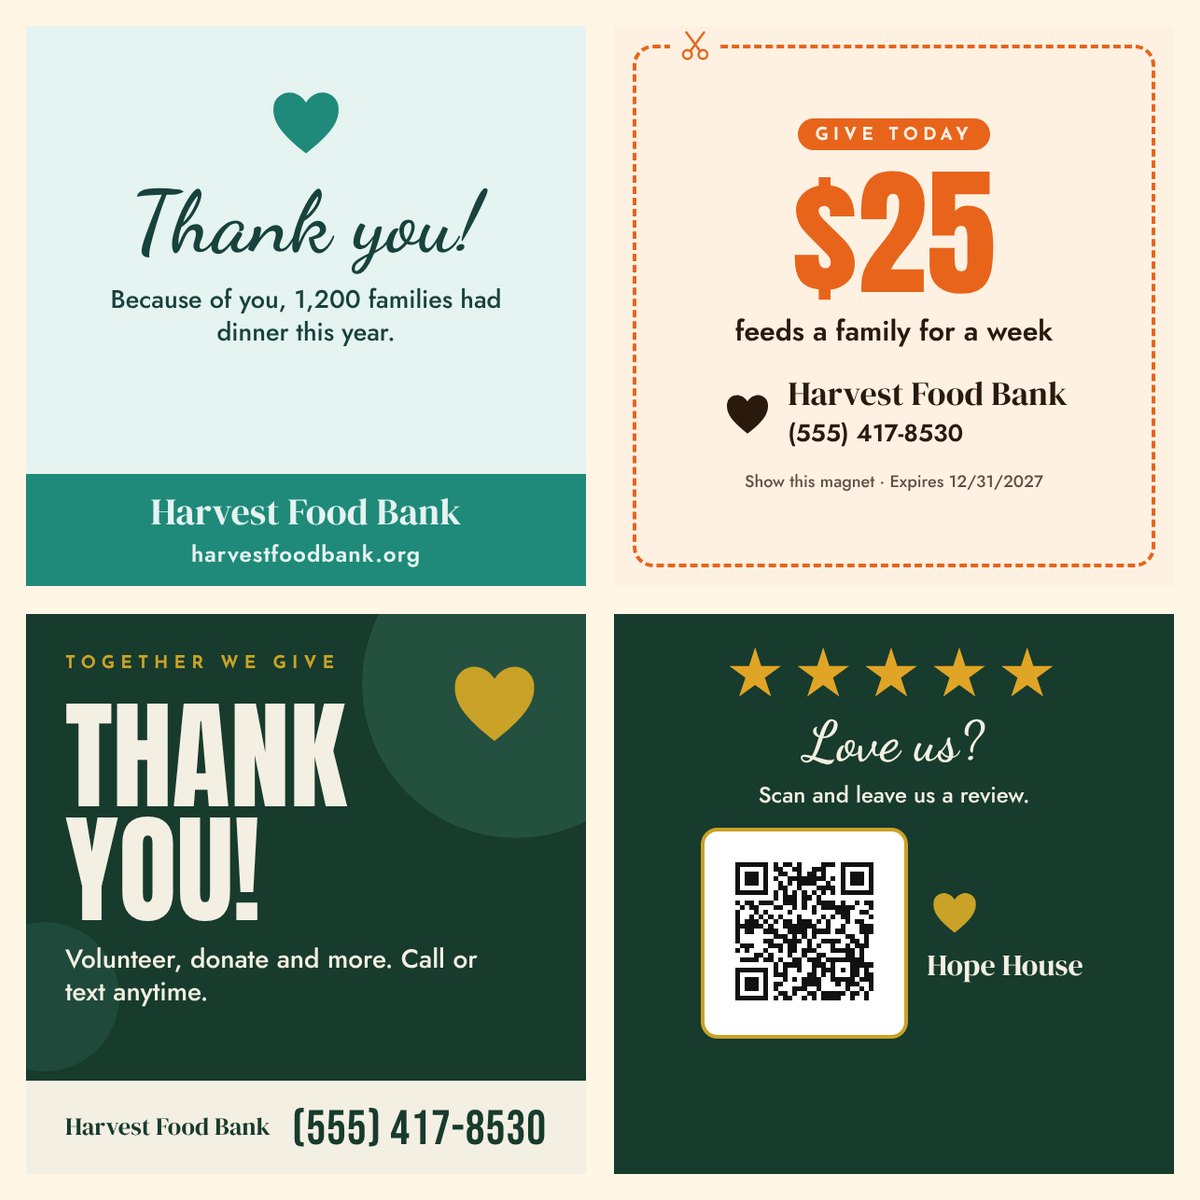 Thank you!
Because of you, 1,200 families had
dinner this year.
Harvest Food Bank
harvestfoodbank.org
GIVE TODAY
$25
feeds a family for a week
Harvest Food Bank
(555) 417-8530
Show this magnet · Expires 12/31/2027
TOGETHER WE GIVE
THANK
YOU!
Volunteer, donate and more. Call or
text anytime.
Harvest Food Bank (555) 417-8530
Love us?
Scan and leave us a review.
Hope House